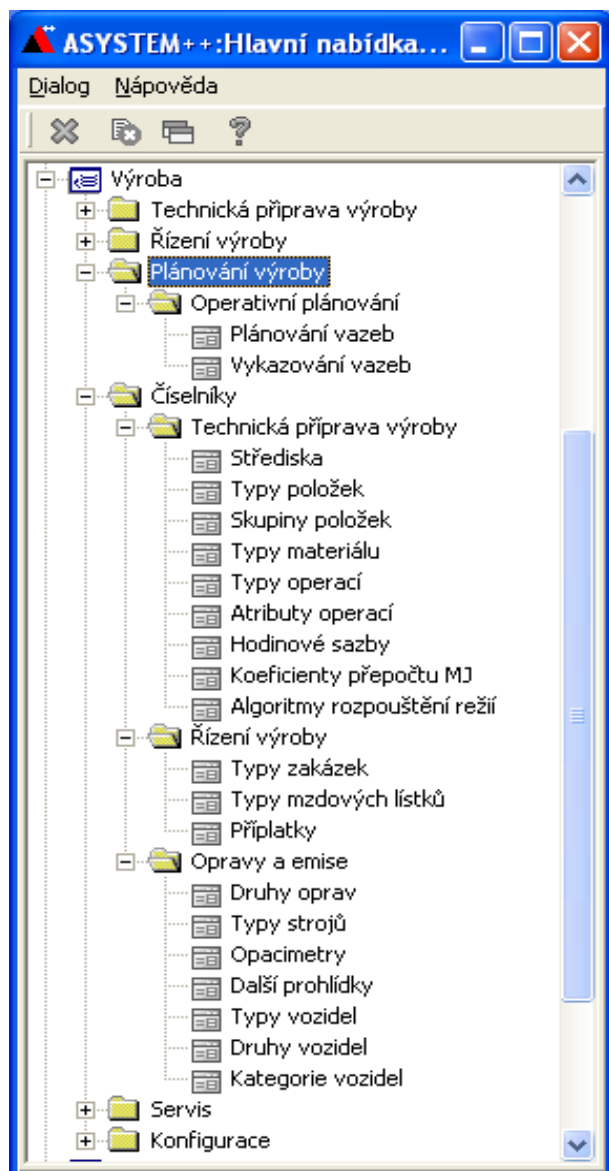 ASYSTEM++:Hlavní nabídka...
Dialog Nápověda
Výroba
Technická příprava výroby
Řízení výroby
Plánování výroby
Operativní plánování
Plánování vazeb
Vykazování vazeb
Číselníky
Technická příprava výroby
Střediska
Typy položek
Skupiny položek
Typy materiálu
Typy operací
Atributy operací
Hodinové sazby
Koeficienty přepočtu MJ
Algoritmy rozpouštění režií
Řízení výroby
Typy zakázek
Typy mzdových lístků
Příplatky
Opravy a emise
Druhy oprav
Typy strojů
Opacimetry
Další prohlídky
Typy vozidel
Druhy vozidel
Kategorie vozidel
Servis
Konfigurace